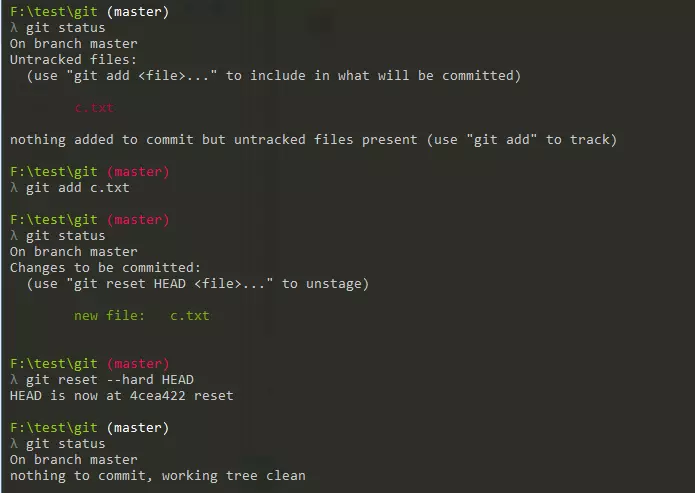 F:\test\git (master)
λ git status
On branch master
Untracked files:
  (use "git add <file>..." to include in what will be committed)
        c.txt
nothing added to commit but untracked files present (use "git add" to track)
F:\test\git (master)
λ git add c.txt
F:\test\git (master)
λ git status
On branch master
Changes to be committed:
  (use "git reset HEAD <file>..." to unstage)
        new file:   c.txt
F:\test\git (master)
λ git reset --hard HEAD
HEAD is now at 4cea422 reset
F:\test\git (master)
λ git status
On branch master
nothing to commit, working tree clean